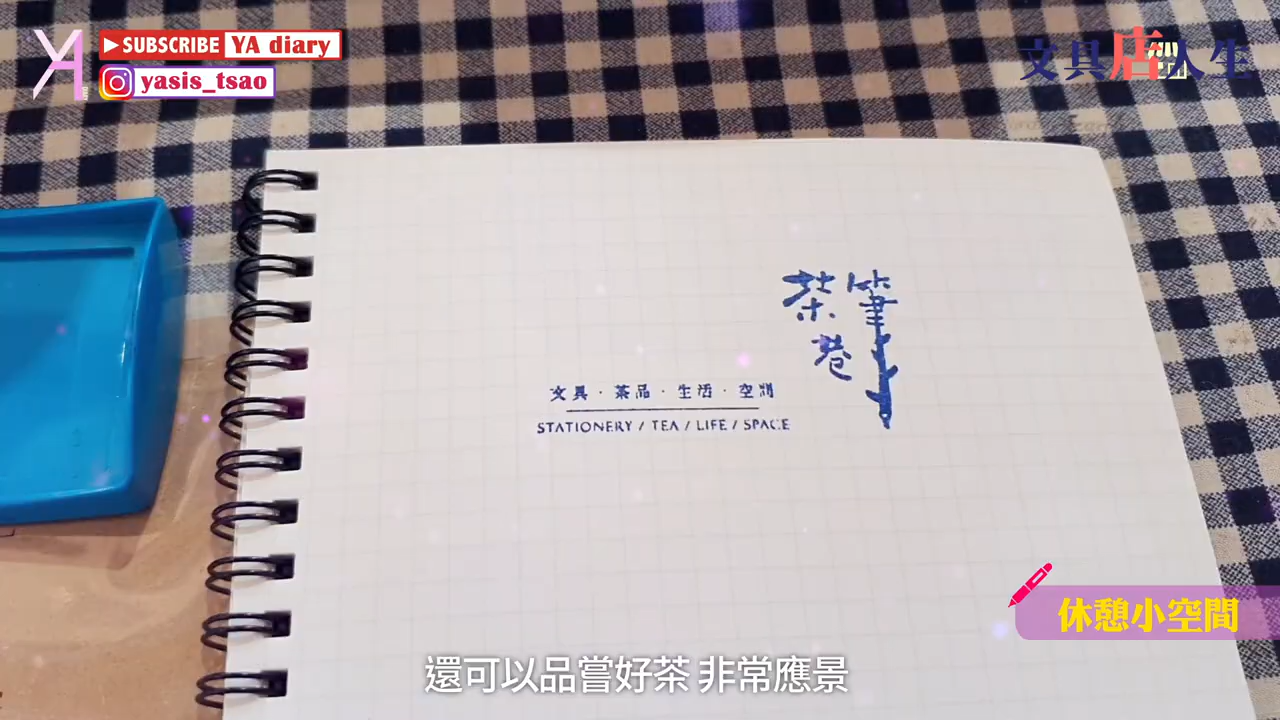 YA
SUBSCRIBE YA diary
yasis_tsao
文具店人生
筆
茶巷
文具・茶品・生活・空間
STATIONERY / TEA / LIFE / SPACE
休憩小空間
還可以品嘗好茶 非常應景